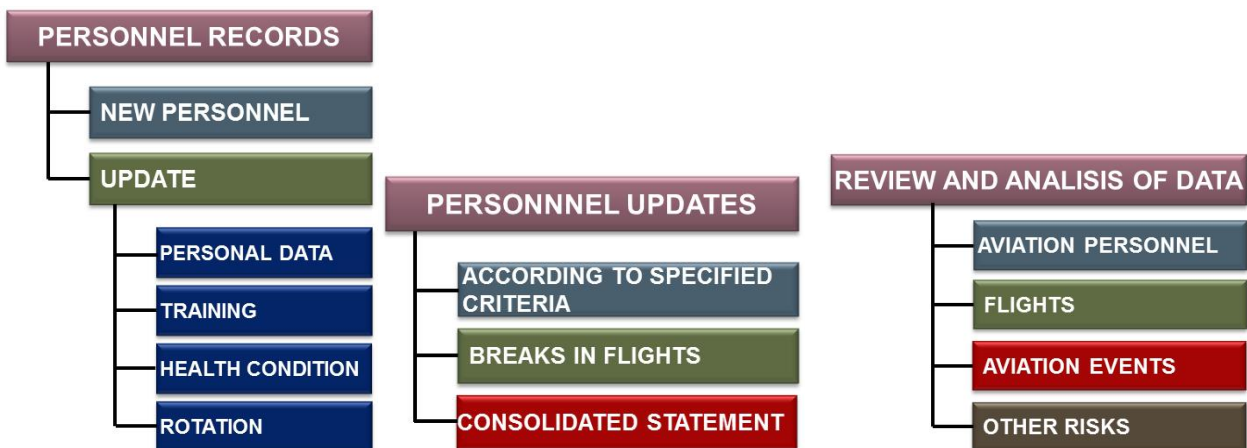 PERSONNEL RECORDS
NEW PERSONNEL
UPDATE
PERSONAL DATA
TRAINING
HEALTH CONDITION
ROTATION
PERSONNNEL UPDATES
ACCORDING TO SPECIFIED
CRITERIA
BREAKS IN FLIGHTS
CONSOLIDATED STATEMENT
REVIEW AND ANALISIS OF DATA
AVIATION PERSONNEL
FLIGHTS
AVIATION EVENTS
OTHER RISKS